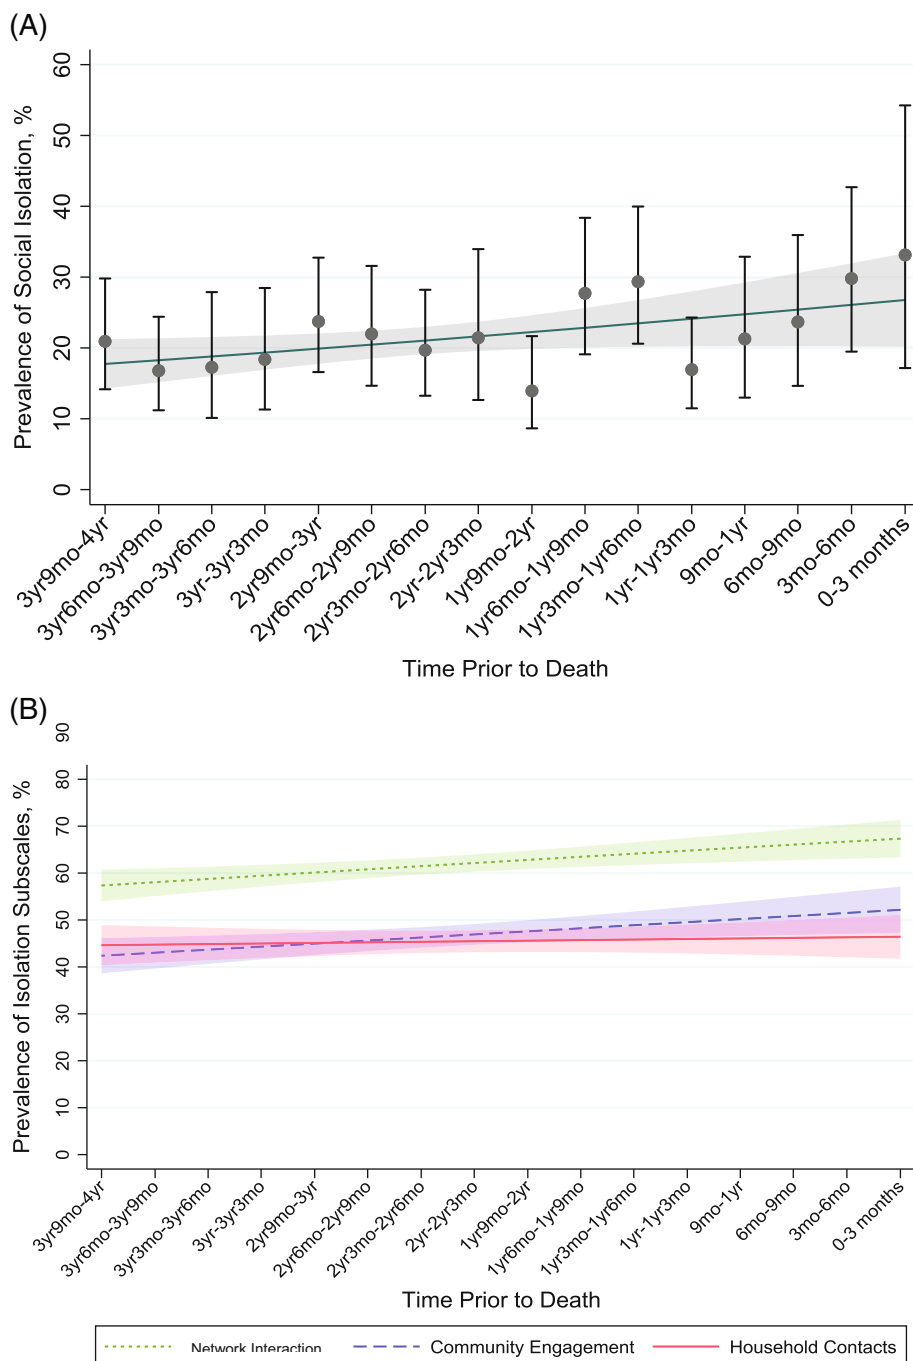 (A)
Prevalence of Social Isolation, %
60
50
40
30
20
10
0
3yr9mo-4yr
3yr6mo-3yr9mo
3yr3mo-3yr6mo
3yr-3yr3mo
2yr9mo-3yr
2yr6mo-2yr9mo
2yr3mo-2yr6mo
2yr-2yr3mo
1yr9mo-2yr
1yr6mo-1yr9mo
1yr3mo-1yr6mo
1yr-1yr3mo
9mo-1yr
6mo-9mo
3mo-6mo
0-3 months
Time Prior to Death
(B)
Prevalence of Isolation Subscales, %
90
80
70
60
50
40
30
20
10
0
3yr9mo-4yr
3yr6mo-3yr9mo
3yr3mo-3yr6mo
3yr-3yr3mo
2yr9mo-3yr
2yr6mo-2yr9mo
2yr3mo-2yr6mo
2yr-2yr3mo
1yr9mo-2yr
1yr6mo-1yr9mo
1yr3mo-1yr6mo
1yr-1yr3mo
9mo-1yr
6mo-9mo
3mo-6mo
0-3 months
Time Prior to Death
Network Interaction Community Engagement Household Contacts